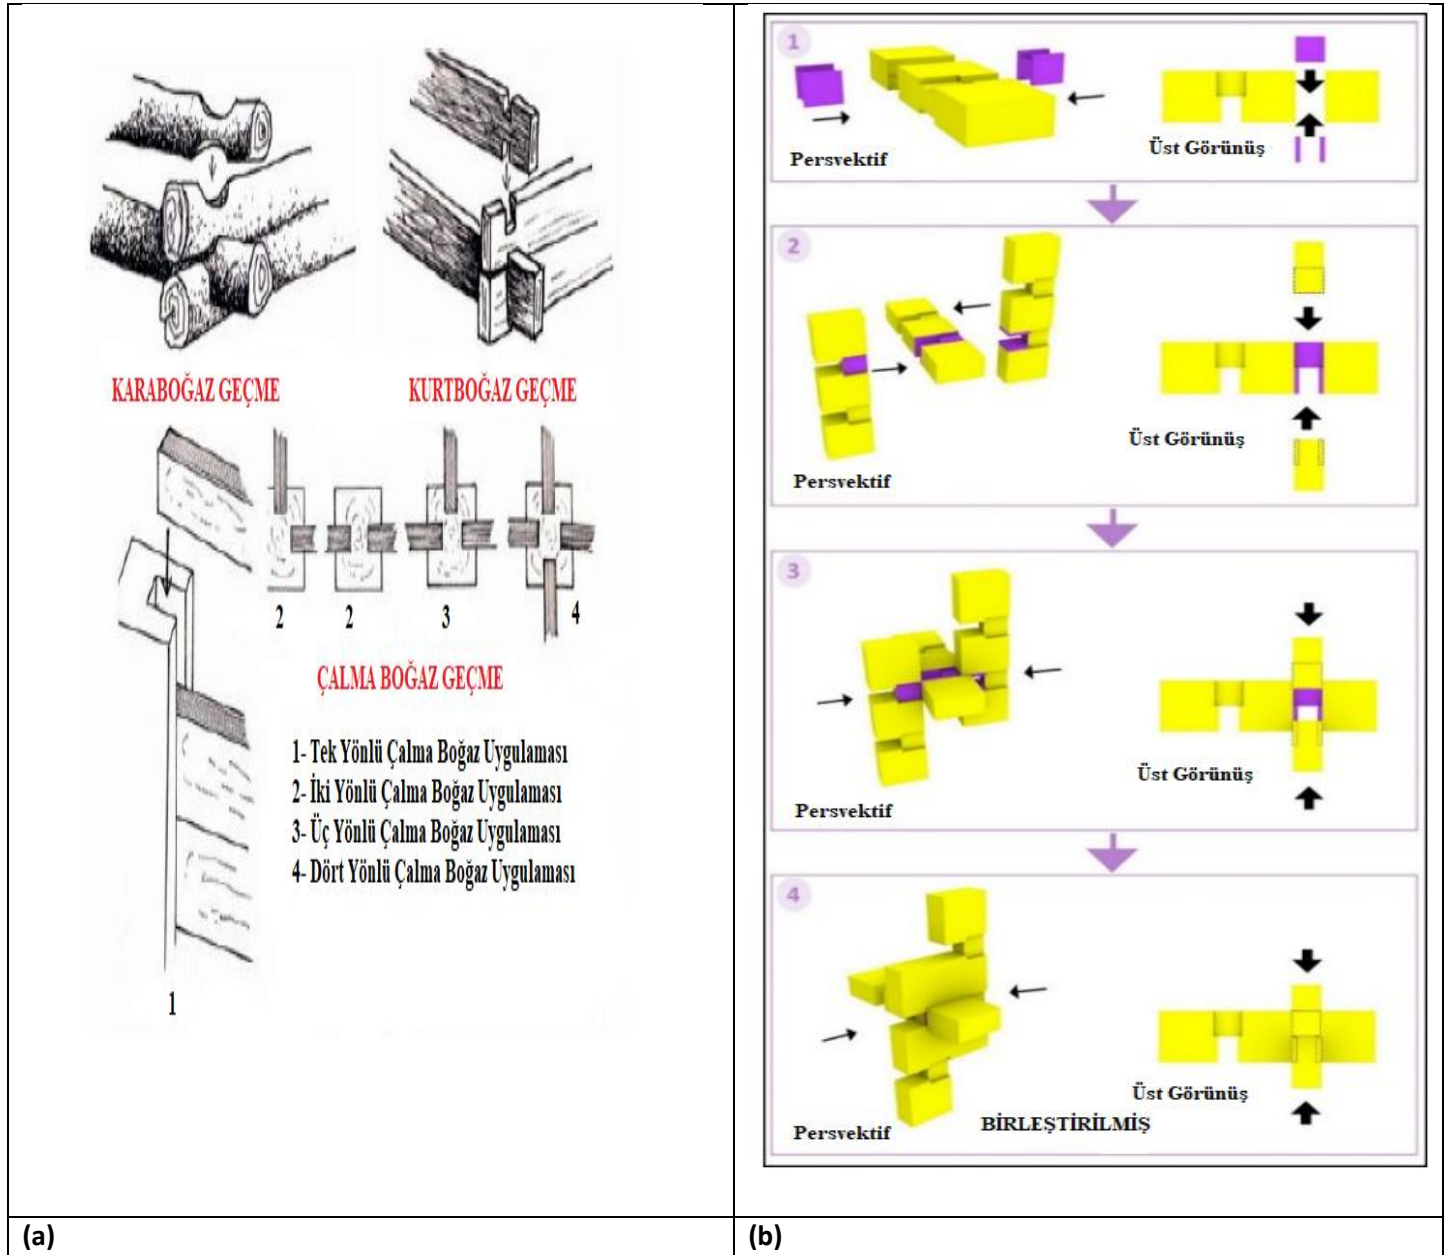 KARABOĞAZ GEÇME
KURTBOĞAZ GEÇME
2
2
3
4
ÇALMA BOĞAZ GEÇME
1- Tek Yönlü Çalma Boğaz Uygulaması
2- İki Yönlü Çalma Boğaz Uygulaması
3- Üç Yönlü Çalma Boğaz Uygulaması
4- Dört Yönlü Çalma Boğaz Uygulaması
1
(a)
1
Persvektif
Üst Görünüş
2
Persvektif
Üst Görünüş
3
Persvektif
Üst Görünüş
4
Persvektif
Üst Görünüş
BİRLEŞTİRİLMİŞ
(b)